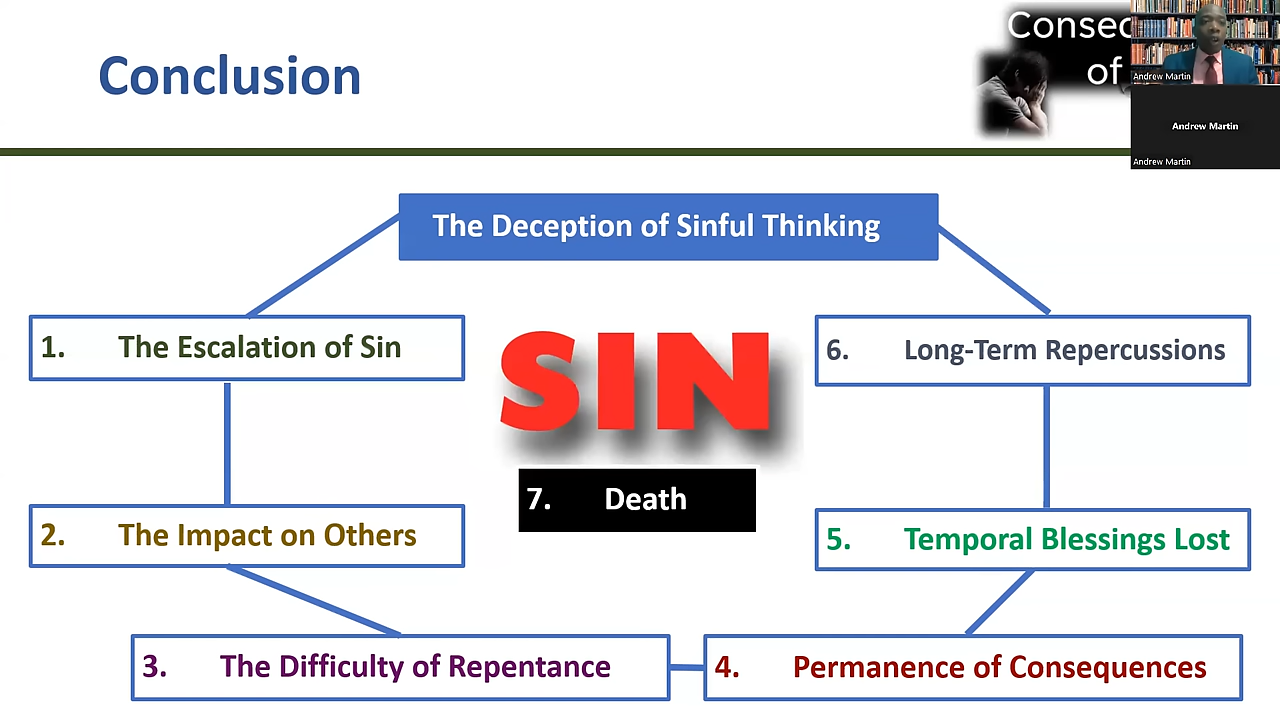 Conclusion
of
Andrew Martin
Andrew Martin
Andrew Martin
The Deception of Sinful Thinking
1. The Escalation of Sin
SIN
6. Long-Term Repercussions
7. Death
2. The Impact on Others
5. Temporal Blessings Lost
3. The Difficulty of Repentance
4. Permanence of Consequences